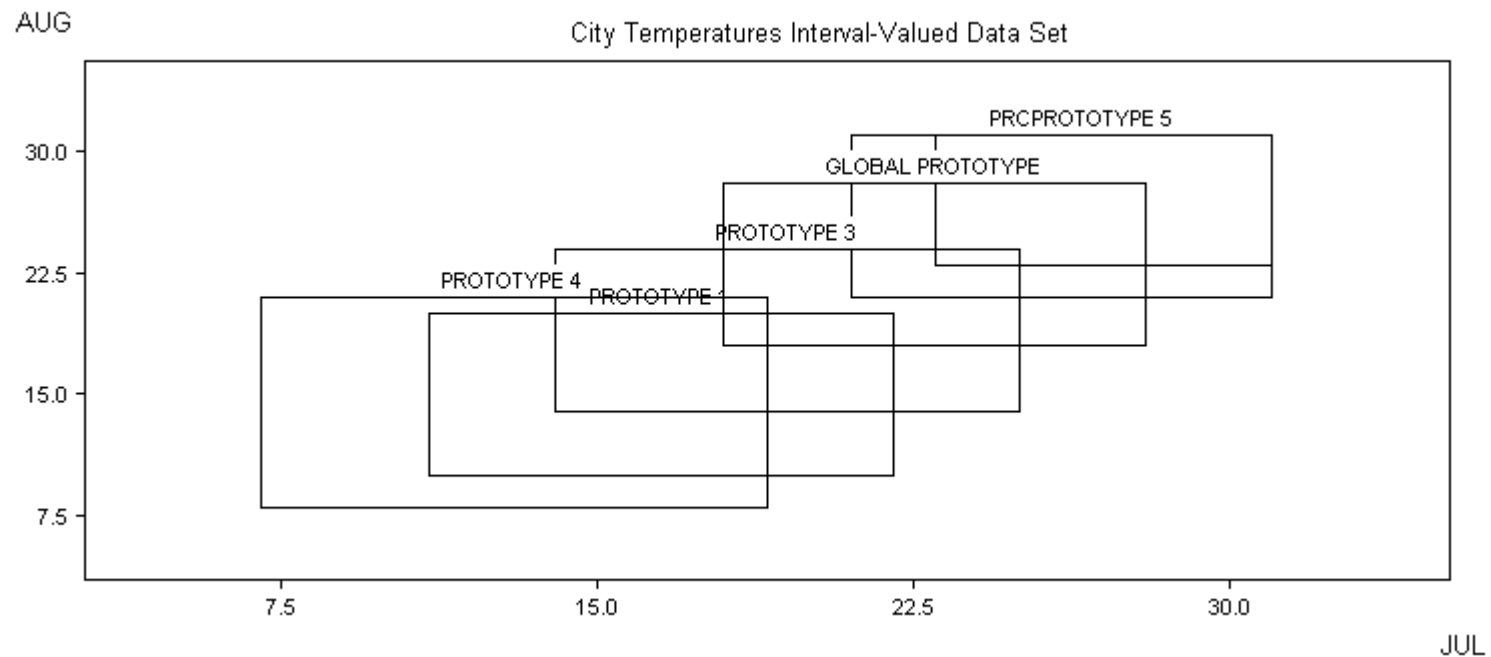 AUG
City Temperatures Interval-Valued Data Set
PRCPROTOTYPE 5
30.0
GLOBAL PROTOTYPE
PROTOTYPE 3
22.5
PROTOTYPE 4
PROTOTYPE
15.0
7.5
7.5 15.0 22.5 30.0
JUL